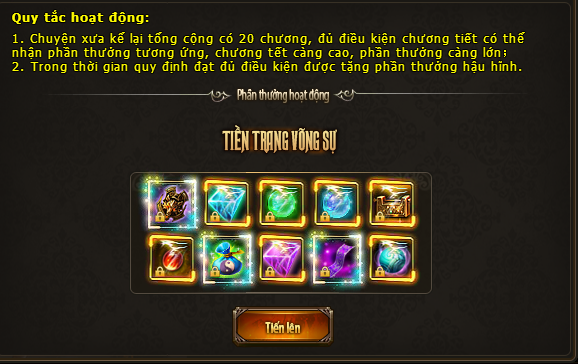 Quy tắc hoạt động:
1. Chuyện xưa kể lại tổng cộng có 20 chương, đủ điều kiện chương tiết có thể
nhận phần thưởng tương ứng, chương tết càng cao, phần thưởng càng lớn;
2. Trong thời gian quy định đạt đủ điều kiện được tặng phần thưởng hậu hĩnh.
Phần thưởng hoạt động
TIỀN TRANG VÕNG SỰ
Tiến lên